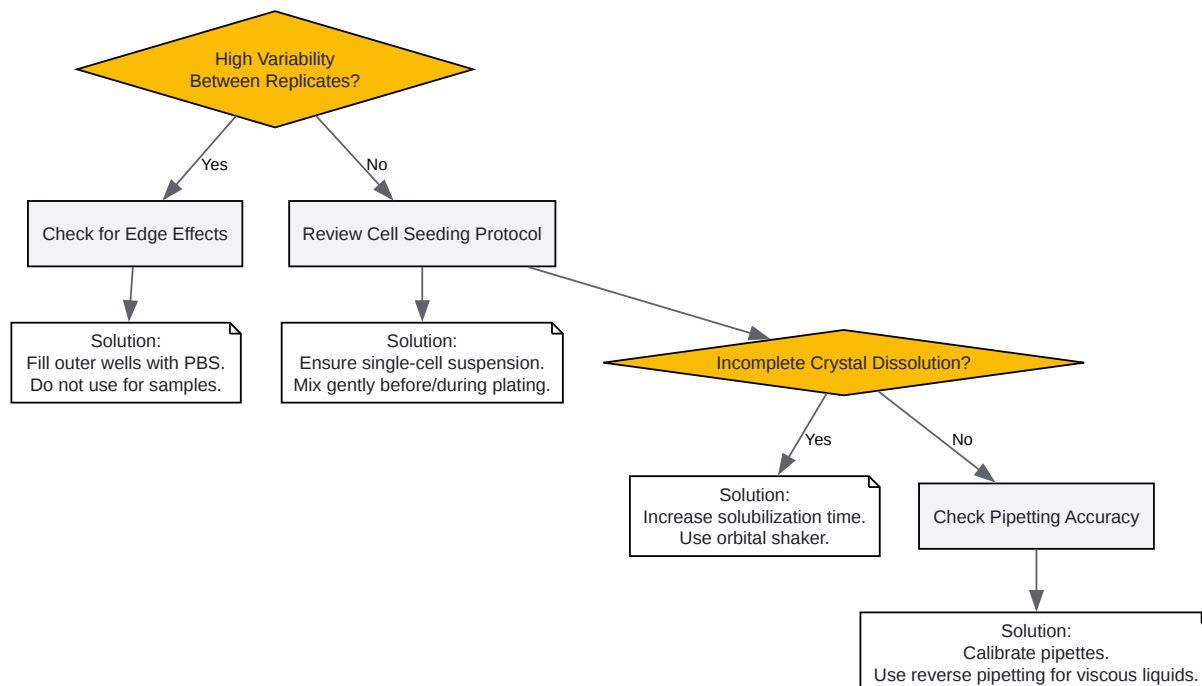 High Variability
Between Replicates?
Yes
No
Check for Edge Effects
Review Cell Seeding Protocol
Solution:
Fill outer wells with PBS.
Do not use for samples.
Solution:
Ensure single-cell suspension.
Mix gently before/during plating.
Incomplete Crystal Dissolution?
Yes
No
Solution:
Increase solubilization time.
Use orbital shaker.
Check Pipetting Accuracy
Solution:
Calibrate pipettes.
Use reverse pipetting for viscous liquids.